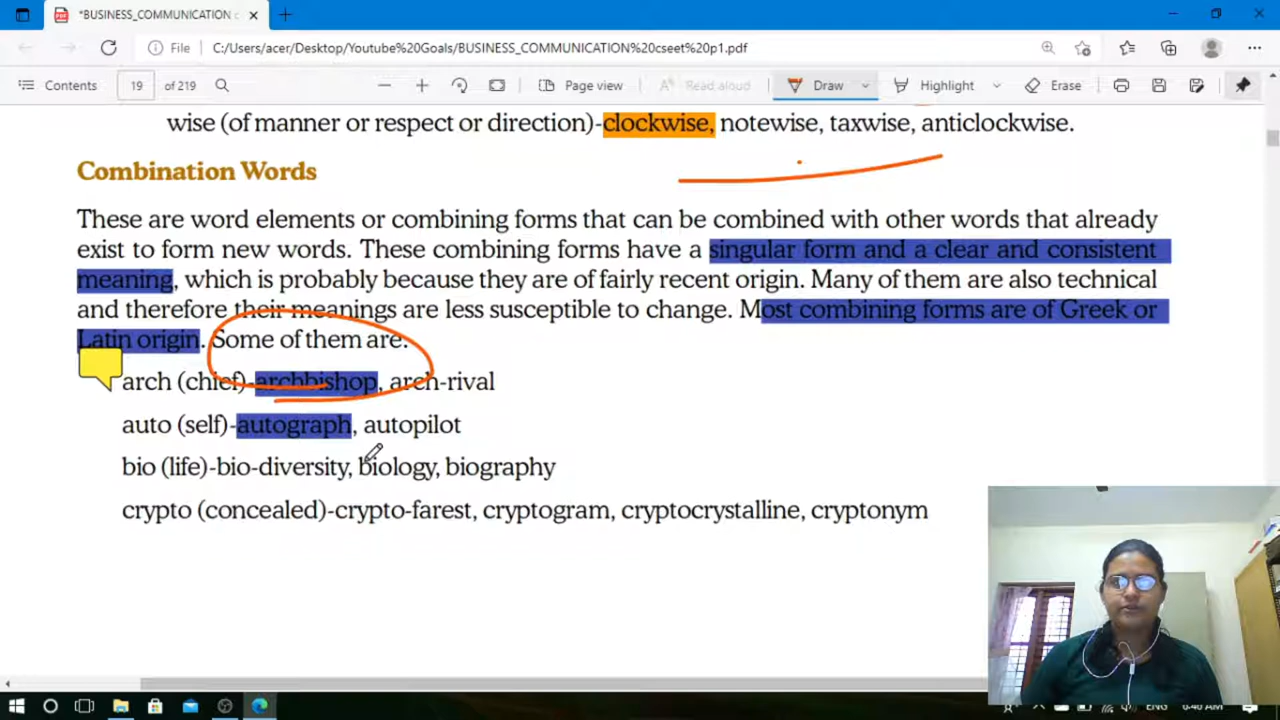 *BUSINESS_COMMUNICATION
File
C:/Users/acer/Desktop/Youtube%20Goals/BUSINESS_COMMUNICATION%20cseet%20p1.pdf
Contents
19 of 219
Page view
Read aloud
Draw
Highlight
Erase
wise (of manner or respect or direction)-clockwise, notewise, taxwise, anticlockwise.
Combination Words
These are word elements or combining forms that can be combined with other words that already
exist to form new words. These combining forms have a singular form and a clear and consistent
meaning, which is probably because they are of fairly recent origin. Many of them are also technical
and therefore their meanings are less susceptible to change. Most combining forms are of Greek or
Latin origin. Some of them are:
arch (chief)-archbishop, arch-rival
auto (self)-autograph, autopilot
bio (life)-bio-diversity, biology, biography
crypto (concealed)-crypto-farest, cryptogram, cryptocrystalline, cryptonym
ENG